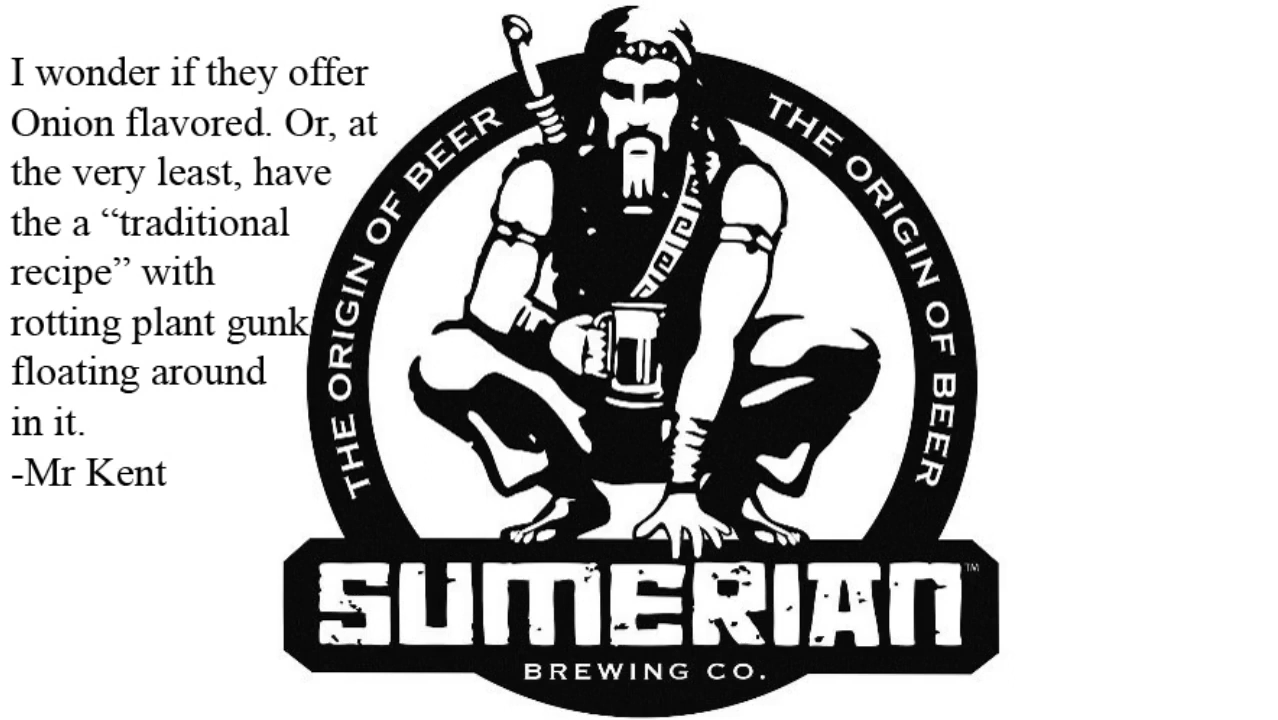 I wonder if they offer
Onion flavored. Or, at
the very least, have
the a “traditional
recipe” with
rotting plant gunk
floating around
in it.
-Mr Kent
THE ORIGIN OF BEER
THE ORIGIN OF BEER
SUMERIAN™
BREWING CO.